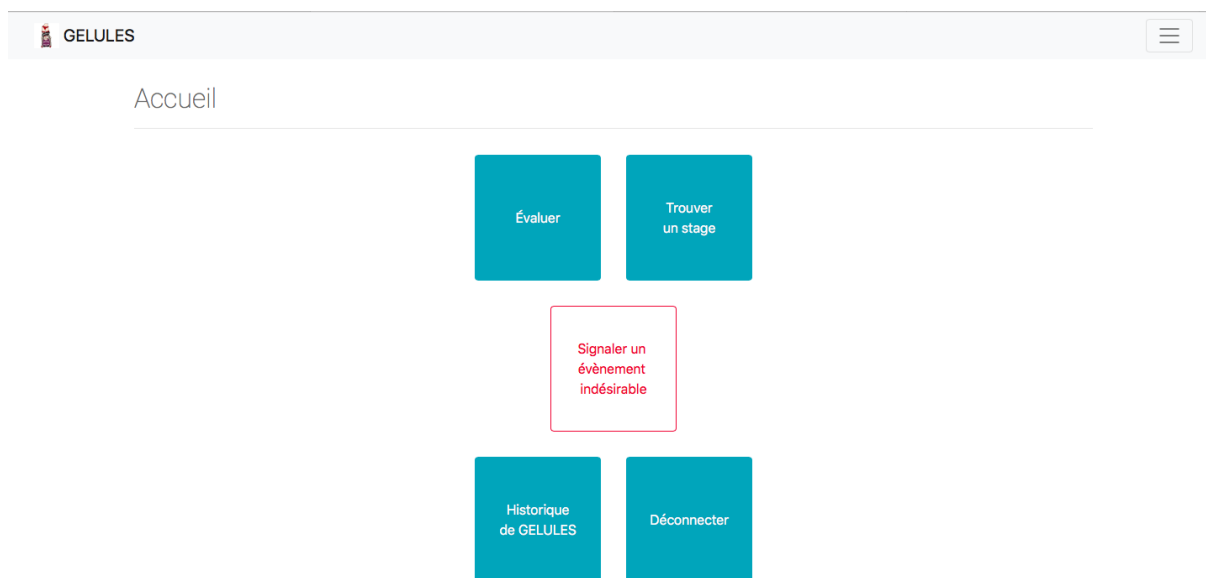 GELULES
Accueil
Évaluer
Trouver
un stage
Signaler un
évènement
indésirable
Historique
de GELULES
Déconnecter